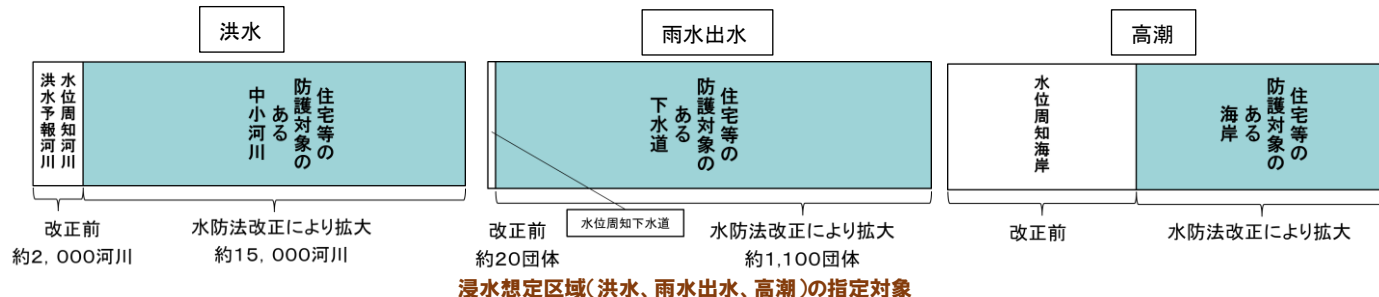 洪水
洪水予報河川
水位周知河川
住宅等の
防護対象の
ある
中小河川
改正前
約2，000河川
水防法改正により拡大
約15，000河川
雨水出水
住宅等の
防護対象の
ある
下水道
水位周知下水道
改正前
約20団体
水防法改正により拡大
約1,100団体
高潮
水位周知海岸
住宅等の
防護対象の
ある
海岸
改正前
水防法改正により拡大
浸水想定区域（洪水、雨水出水、高潮）の指定対象